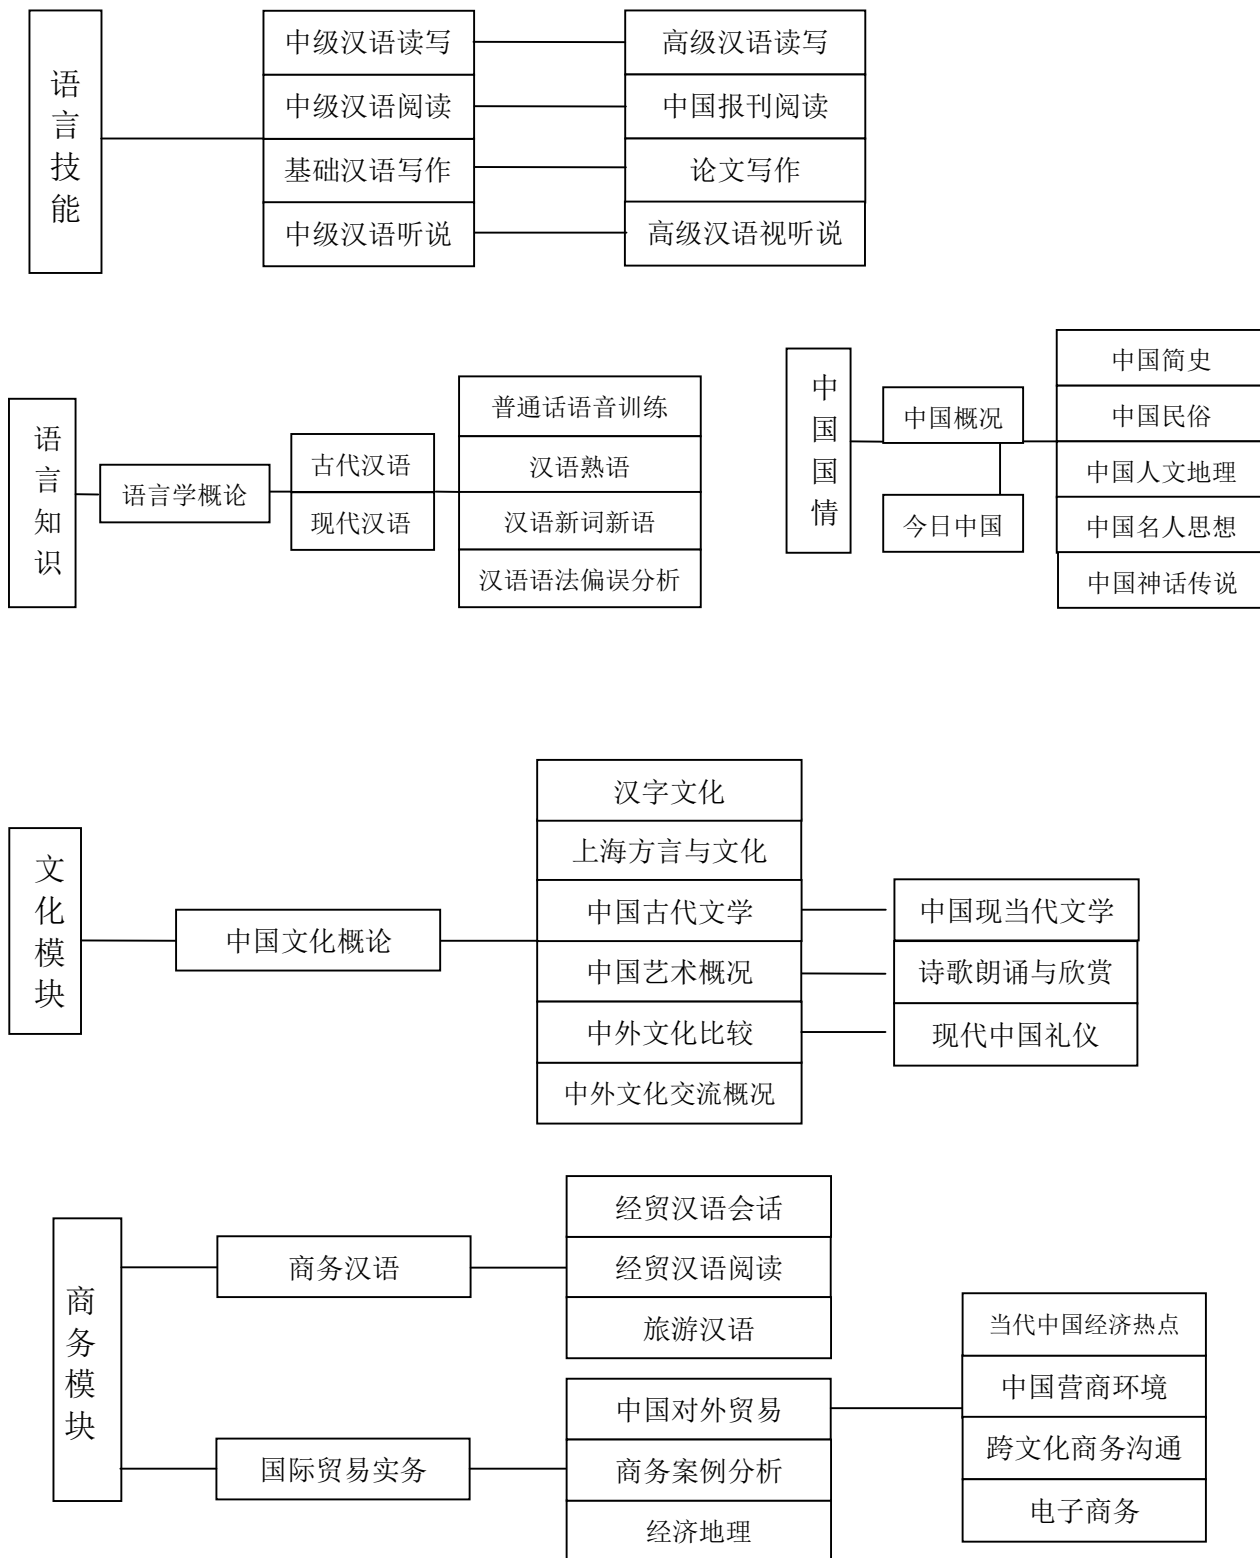 语言技能
中级汉语读写
高级汉语读写
中级汉语阅读
中国报刊阅读
基础汉语写作
论文写作
中级汉语听说
高级汉语视听说
语言知识
语言学概论
古代汉语
现代汉语
普通话语音训练
汉语熟语
汉语新词新语
汉语语法偏误分析
中国国情
中国概况
今日中国
中国简史
中国民俗
中国人文地理
中国名人思想
中国神话传说
文化模块
中国文化概论
汉字文化
上海方言与文化
中国古代文学
中国艺术概况
中外文化比较
中外文化交流概况
中国现当代文学
诗歌朗诵与欣赏
现代中国礼仪
商务模块
商务汉语
经贸汉语会话
经贸汉语阅读
旅游汉语
国际贸易实务
中国对外贸易
商务案例分析
经济地理
当代中国经济热点
中国营商环境
跨文化商务沟通
电子商务